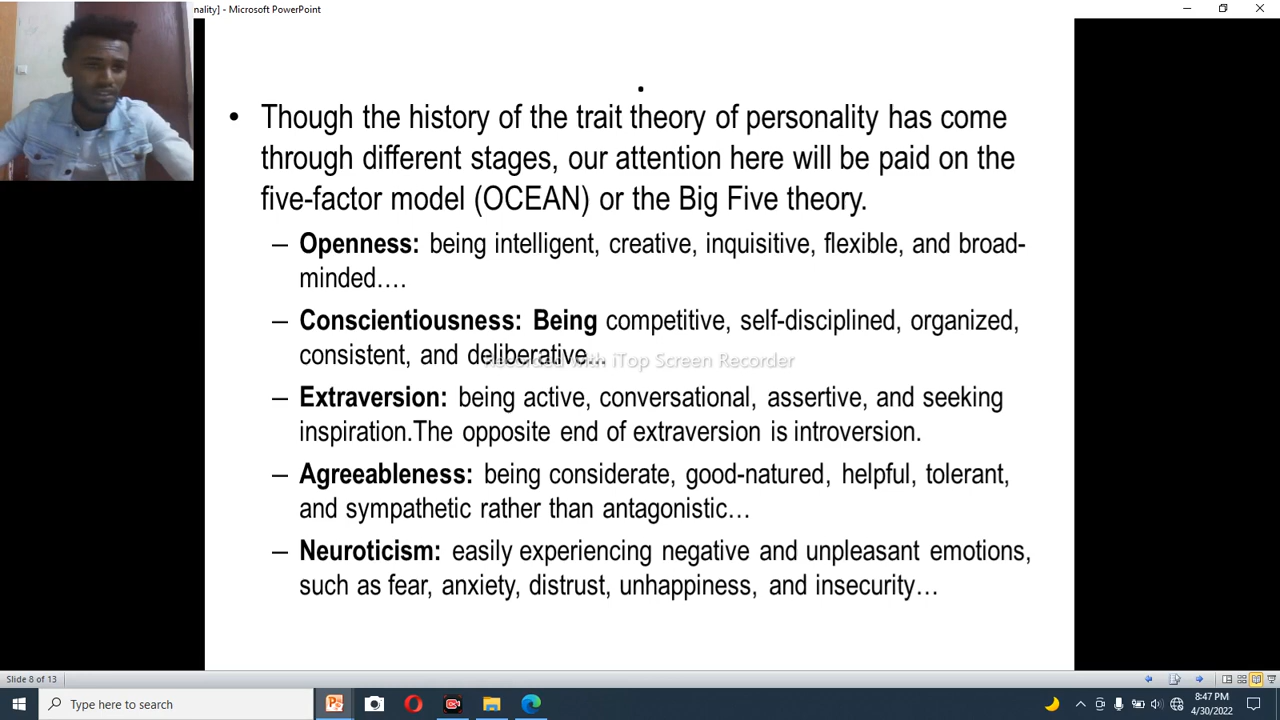 nality] - Microsoft PowerPoint
• Though the history of the trait theory of personality has come
through different stages, our attention here will be paid on the
five-factor model (OCEAN) or the Big Five theory.
– Openness: being intelligent, creative, inquisitive, flexible, and broad-
minded….
– Conscientiousness: Being competitive, self-disciplined, organized,
consistent, and deliberative...
Recorded with iTop Screen Recorder
– Extraversion: being active, conversational, assertive, and seeking
inspiration.The opposite end of extraversion is introversion.
– Agreeableness: being considerate, good-natured, helpful, tolerant,
and sympathetic rather than antagonistic…
– Neuroticism: easily experiencing negative and unpleasant emotions,
such as fear, anxiety, distrust, unhappiness, and insecurity…
Slide 8 of 13
Type here to search
8:47 PM
4/30/2022